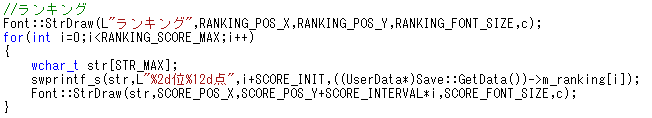 //ランキング
Font::StrDraw(L"ランキング",RANKING_POS_X,RANKING_POS_Y,RANKING_FONT_SIZE,c);
for(int i=0;i<RANKING_SCORE_MAX;i++)
{
wchar_t str[STR_MAX];
swprintf_s(str,L"%2d位%12d点",i+SCORE_INIT,((UserData*)Save::GetData())->m_ranking[i]);
Font::StrDraw(str,SCORE_POS_X,SCORE_POS_Y+SCORE_INTERVAL*i,SCORE_FONT_SIZE,c);
}